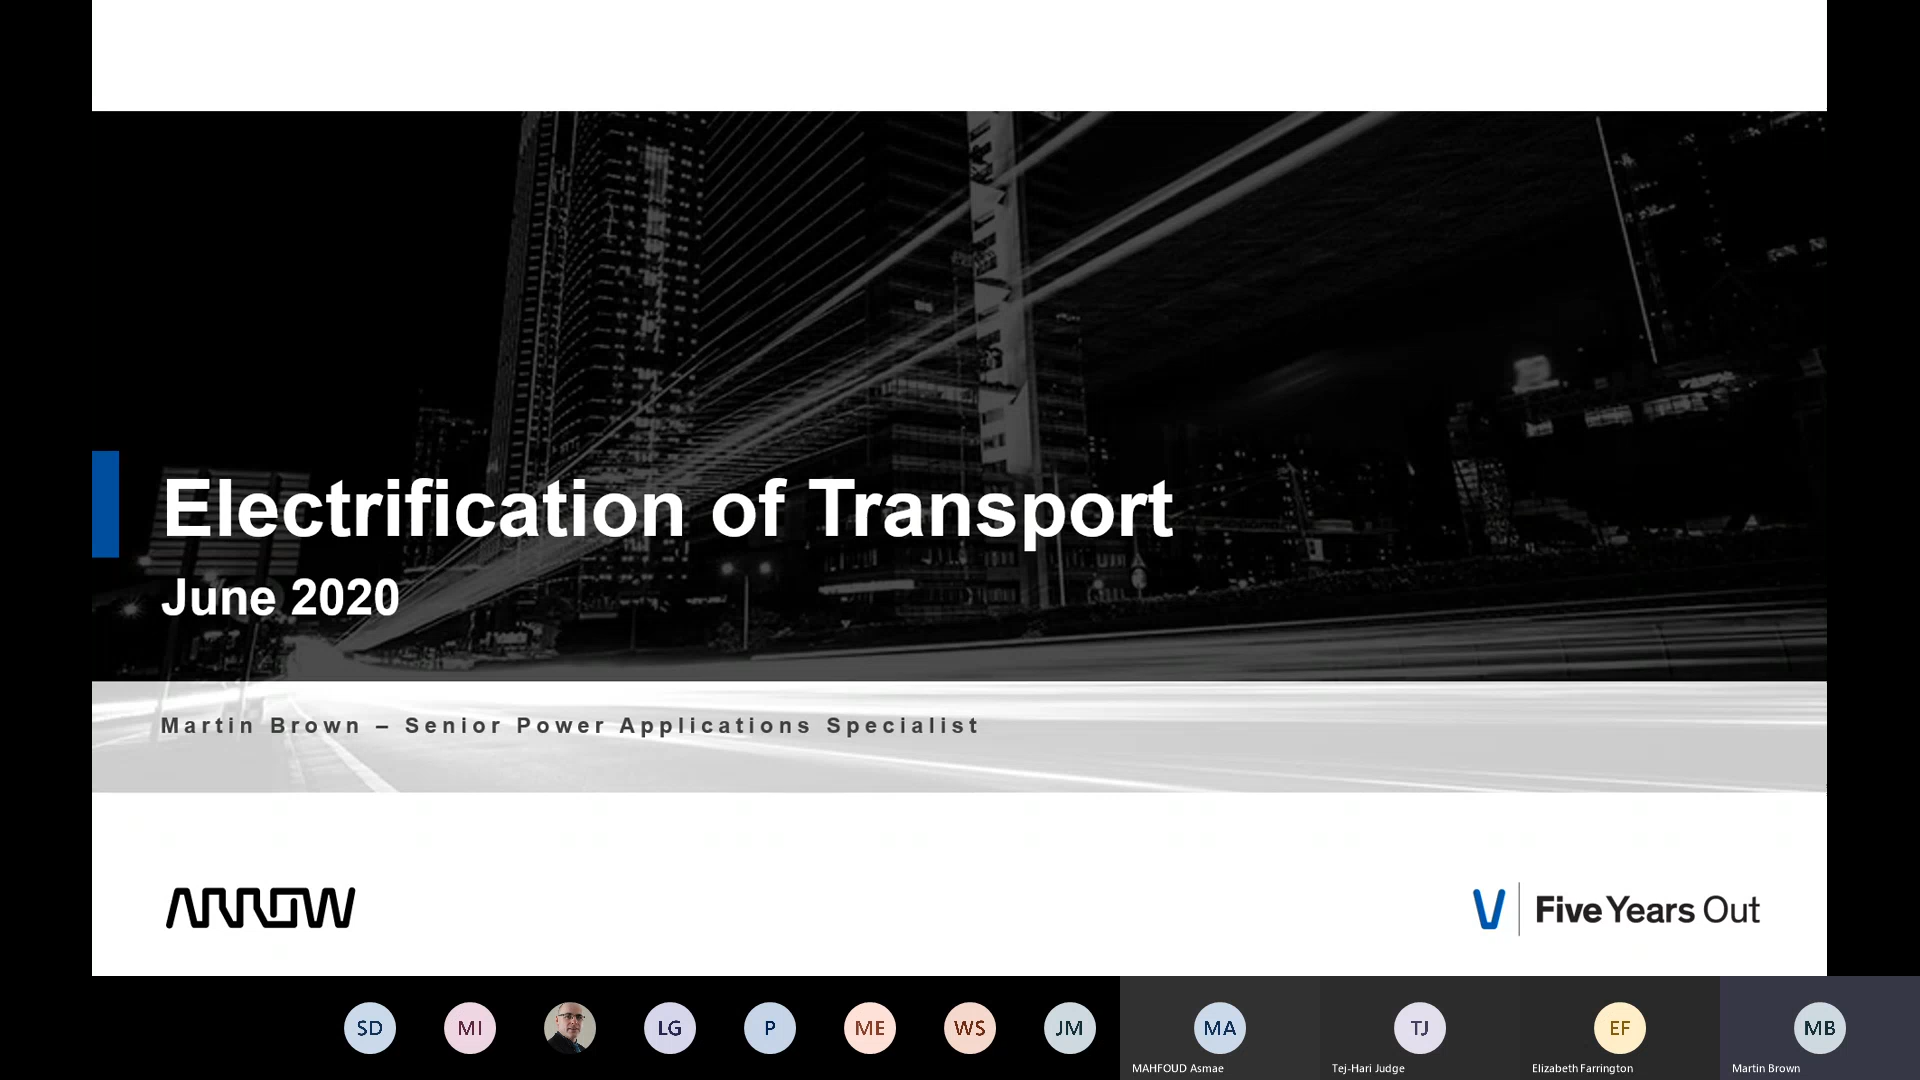 Electrification of Transport
June 2020
Martin Brown – Senior Power Applications Specialist
ARROW
Five Years Out
SD
MI
LG
P
ME
WS
JM
MA
TJ
EF
MB
MAHFOUD Asmae
Tej-Hari Judge
Elizabeth Farrington
Martin Brown